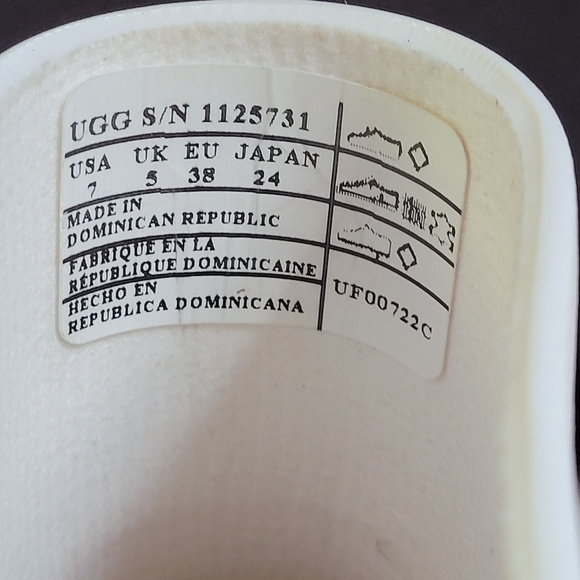 UGG S/N 1125731
USA UK EU JAPAN
7 5 38 24
MADE IN
DOMINICAN REPUBLIC
FABRIQUE EN LA
RÉPUBLIQUE DOMINICAINE
HECHO EN
REPUBLICA DOMINICANA
UF00722C